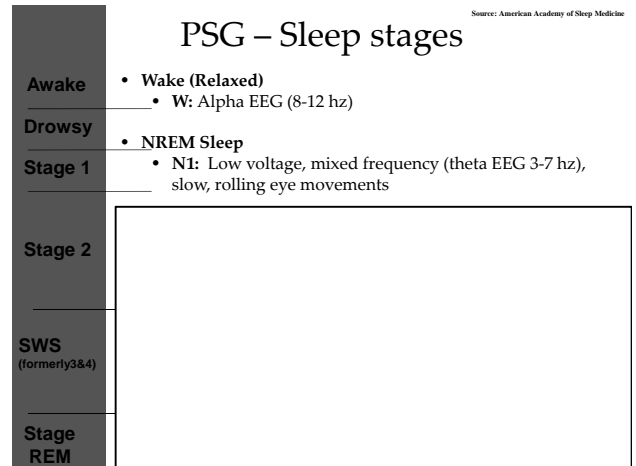 Source: American Academy of Sleep Medicine
PSG – Sleep stages
Awake
Drowsy
Stage 1
Stage 2
SWS
(formerly3&4)
Stage
REM
• Wake (Relaxed)
• W: Alpha EEG (8-12 hz)
• NREM Sleep
• N1: Low voltage, mixed frequency (theta EEG 3-7 hz),
slow, rolling eye movements